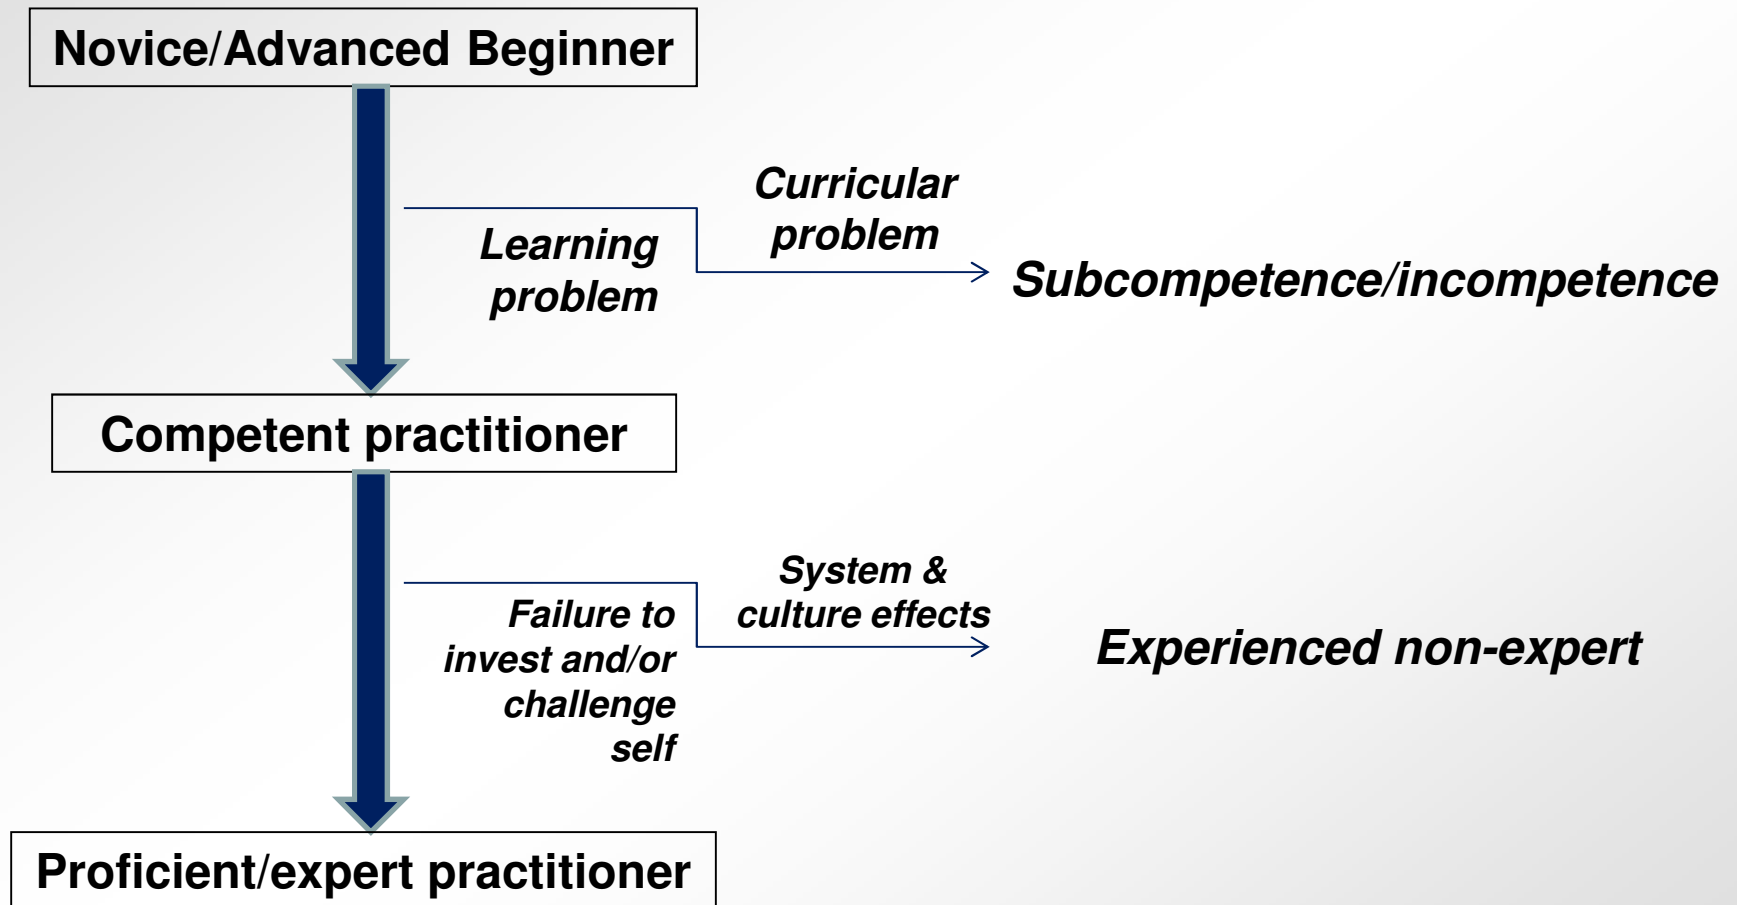 Novice/Advanced Beginner
Curricular
problem
Learning
problem
Subcompetence/incompetence
Competent practitioner
System &
culture effects
Failure to
invest and/or
challenge
self
Experienced non-expert
Proficient/expert practitioner